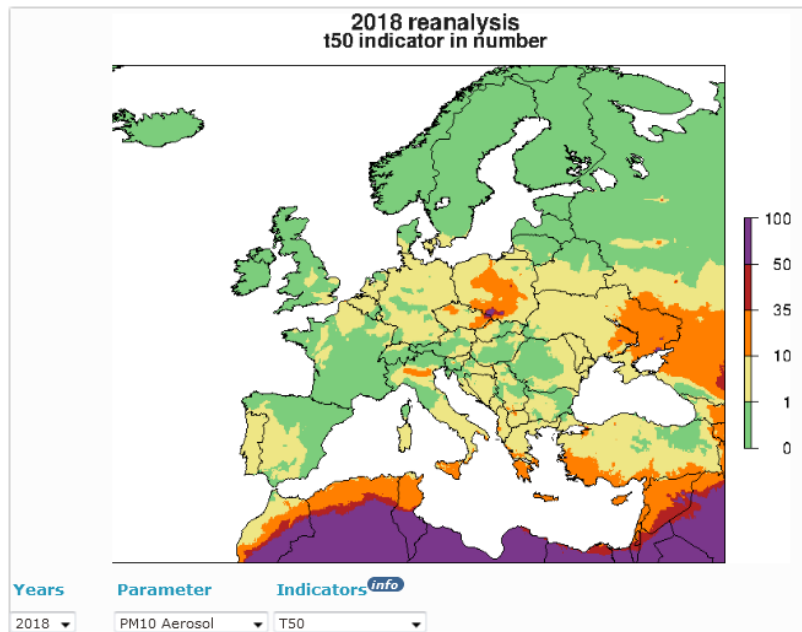 2018 reanalysis
t50 indicator in number
100
50
35
10
1
0
Years Parameter Indicators info
2018 PM10 Aerosol T50